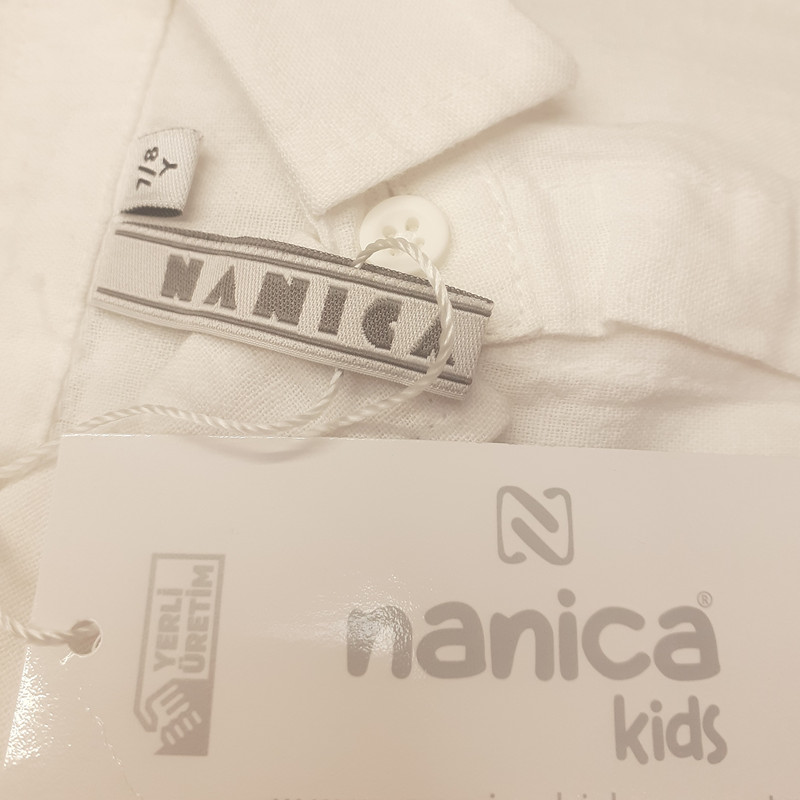 7/8
Y
NANICA
nanica®
kids
YERLİ
ÜRETİM